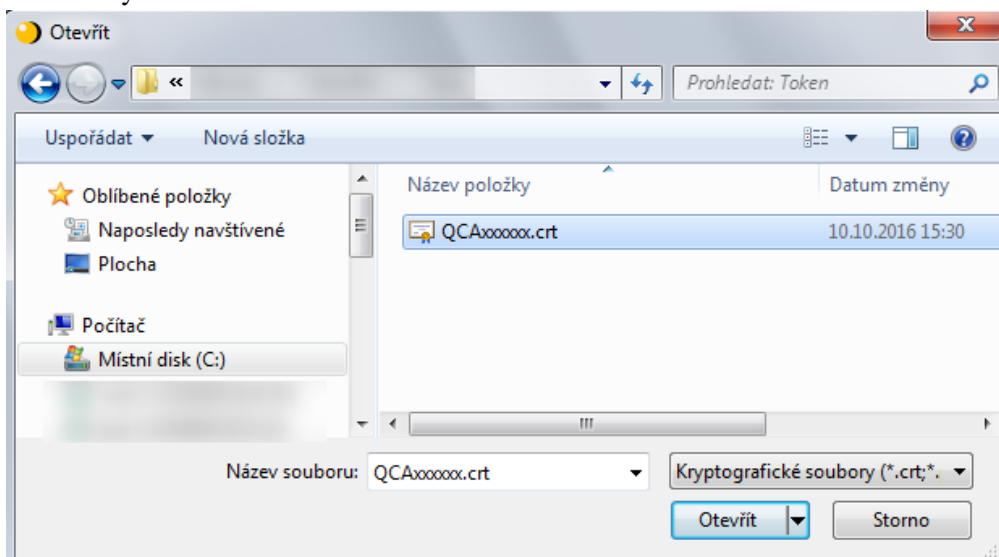 Otevřít
«
Prohledat: Token
Uspořádat Nová složka
Oblíbené položky
Naposledy navštívené
Plocha
Počítač
Místní disk (C:)
Název položky Datum změny
QCAxxxxxx.crt 10.10.2016 15:30
Název souboru: QCAxxxxxx.crt Kryptografické soubory (*.crt;*.
Otevřít Storno